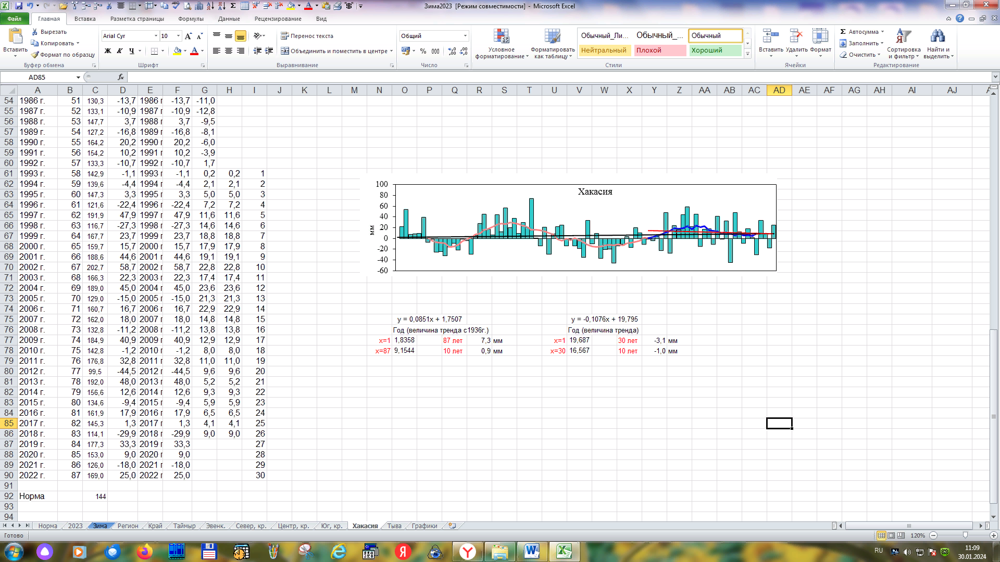 Зима2023 [Режим совместимости] - Microsoft Excel
Файл Главная Вставка Разметка страницы Формулы Данные Рецензирование Вид
Вставить
Вырезать
Копировать
Формат по образцу
Буфер обмена
Arial Cyr 10
Ж К Ч
Шрифт
Перенос текста
Объединить и поместить в центре
Выравнивание
Общий
% 000
Число
Условное форматирование
Форматировать как таблицу
Обычный_Ли... Обычный_... Обычный
Нейтральный Плохой Хороший
Стили
Вставить Удалить Формат
Ячейки
Автосумма
Заполнить
Очистить
Сортировка и фильтр
Найти и выделить
Редактирование
AD85 fx
A B C D E F G H I J K L M N O P Q R S T U V W X Y Z AA AB AC AD AE AF AG AH AI AJ
54 1986 г. 51 130,3 -13,7 1986 г -13,7 -11,0
55 1987 г. 52 133,1 -10,9 1987 г -10,9 -12,8
56 1988 г. 53 147,7 3,7 1988 г 3,7 -9,5
57 1989 г. 54 127,2 -16,8 1989 г -16,8 -8,1
58 1990 г. 55 164,2 20,2 1990 г 20,2 -6,0
59 1991 г. 56 154,2 10,2 1991 г 10,2 -3,9
60 1992 г. 57 133,3 -10,7 1992 г -10,7 1,7
61 1993 г. 58 142,9 -1,1 1993 г -1,1 0,2 0,2 1
62 1994 г. 59 139,6 -4,4 1994 г -4,4 2,1 2,1 2
63 1995 г. 60 147,3 3,3 1995 г 3,3 5,0 5,0 3
64 1996 г. 61 121,6 -22,4 1996 г -22,4 7,2 7,2 4
65 1997 г. 62 191,9 47,9 1997 г 47,9 11,6 11,6 5
66 1998 г. 63 116,7 -27,3 1998 г -27,3 14,6 14,6 6
67 1999 г. 64 167,7 23,7 1999 г 23,7 18,8 18,8 7
68 2000 г. 65 159,7 15,7 2000 г 15,7 17,9 17,9 8
69 2001 г. 66 188,6 44,6 2001 г 44,6 19,1 19,1 9
70 2002 г. 67 202,7 58,7 2002 г 58,7 22,8 22,8 10
71 2003 г. 68 166,3 22,3 2003 г 22,3 17,4 17,4 11
72 2004 г. 69 189,0 45,0 2004 г 45,0 23,6 23,6 12
73 2005 г. 70 129,0 -15,0 2005 г -15,0 21,3 21,3 13
74 2006 г. 71 160,7 16,7 2006 г 16,7 22,9 22,9 14
75 2007 г. 72 162,0 18,0 2007 г 18,0 14,8 14,8 15
76 2008 г. 73 132,8 -11,2 2008 г -11,2 13,8 13,8 16
77 2009 г. 74 184,9 40,9 2009 г 40,9 12,9 12,9 17
78 2010 г. 75 142,8 -1,2 2010 г -1,2 8,0 8,0 18
79 2011 г. 76 176,8 32,8 2011 г 32,8 11,0 11,0 19
80 2012 г. 77 99,5 -44,5 2012 г -44,5 9,6 9,6 20
81 2013 г. 78 192,0 48,0 2013 г 48,0 5,2 5,2 21
82 2014 г. 79 156,6 12,6 2014 г 12,6 9,3 9,3 22
83 2015 г. 80 134,6 -9,4 2015 г -9,4 5,9 5,9 23
84 2016 г. 81 161,9 17,9 2016 г 17,9 6,5 6,5 24
85 2017 г. 82 145,3 1,3 2017 г 1,3 4,1 4,1 25
86 2018 г. 83 114,1 -29,9 2018 г -29,9 9,0 9,0 26
87 2019 г. 84 177,3 33,3 2019 г 33,3 27
88 2020 г. 85 153,0 9,0 2020 г 9,0 28
89 2021 г. 86 126,0 -18,0 2021 г -18,0 29
90 2022 г. 87 169,0 25,0 2022 г 25,0 30
91
92 Норма 144
93
94
Хакасия
мм
100
80
60
40
20
0
-20
-40
-60
y = 0,0851x + 1,7507 y = -0,1076x + 19,795
Год (величина тренда с1936г.) Год (величина тренда)
x=1 1,8358 87 лет 7,3 мм x=1 19,687 30 лет -3,1 мм
x=87 9,1544 10 лет 0,9 мм x=30 16,567 10 лет -1,0 мм
Норма 2023 Зима Регион Край Таймыр Эвенк. Север, кр. Центр, кр. Юг, кр. Хакасия Тыва Графики
Готово 120%
RU 11:09
30.01.2024